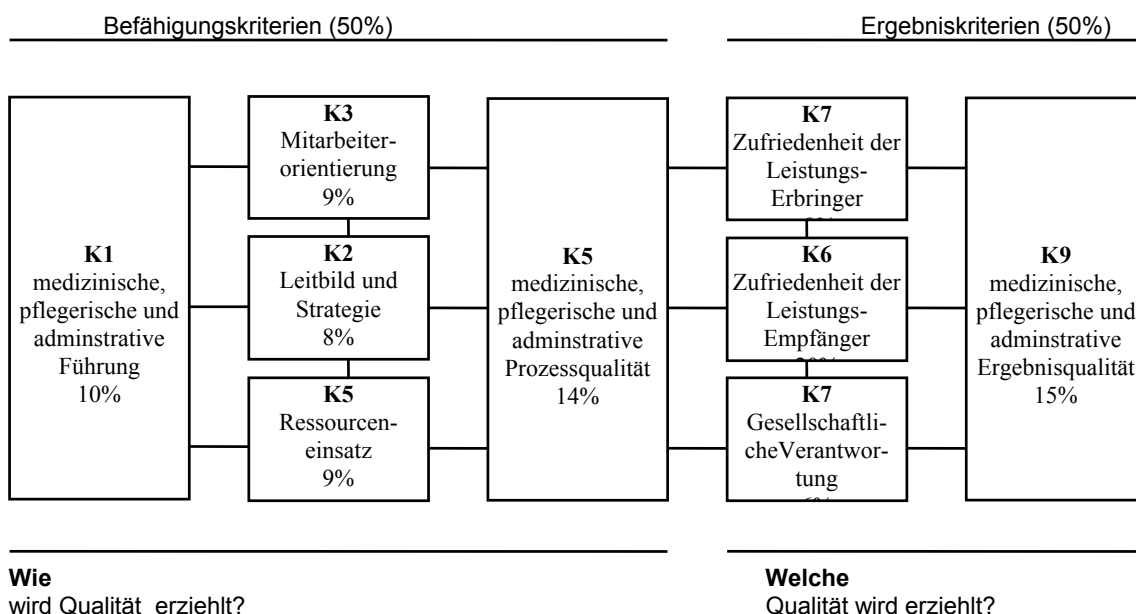 Befähigungskriterien (50%)
Ergebniskriterien (50%)
K1
medizinische,
pflegerische und
adminstrative
Führung
10%
K3
Mitarbeiter-
orientierung
9%
K2
Leitbild und
Strategie
8%
K5
Ressourcen-
einsatz
9%
K5
medizinische,
pflegerische und
adminstrative
Prozessqualität
14%
K7
Zufriedenheit der
Leistungs-
Erbringer
K6
Zufriedenheit der
Leistungs-
Empfänger
K7
Gesellschaftli-
cheVerantwor-
tung
K9
medizinische,
pflegerische und
adminstrative
Ergebnisqualität
15%
Wie
wird Qualität erziehlt?
Welche
Qualität wird erziehlt?